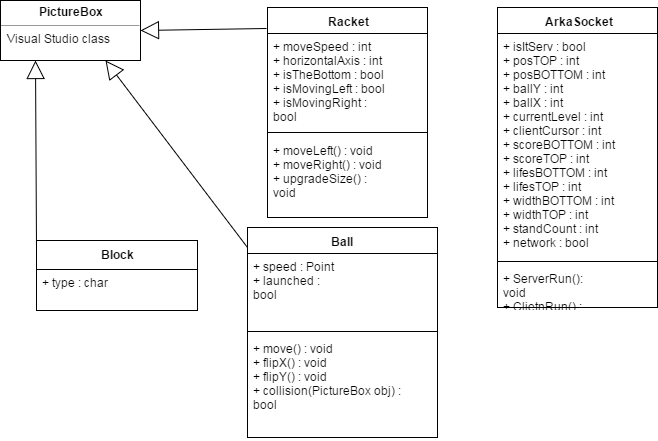 PictureBox
Visual Studio class
Racket
+ moveSpeed : int
+ horizontalAxis : int
+ isTheBottom : bool
+ isMovingLeft : bool
+ isMovingRight :
bool
+ moveLeft() : void
+ moveRight() : void
+ upgradeSize() :
void
ArkaSocket
+ isItServ : bool
+ posTOP : int
+ posBOTTOM : int
+ ballY : int
+ ballX : int
+ currentLevel : int
+ clientCursor : int
+ scoreBOTTOM : int
+ scoreTOP : int
+ lifesBOTTOM : int
+ lifesTOP : int
+ widthBOTTOM : int
+ widthTOP : int
+ standCount : int
+ network : bool
+ ServerRun():
void
+ ClietnRun() :
Block
+ type : char
Ball
+ speed : Point
+ launched :
bool
+ move() : void
+ flipX() : void
+ flipY() : void
+ collision(PictureBox obj) :
bool